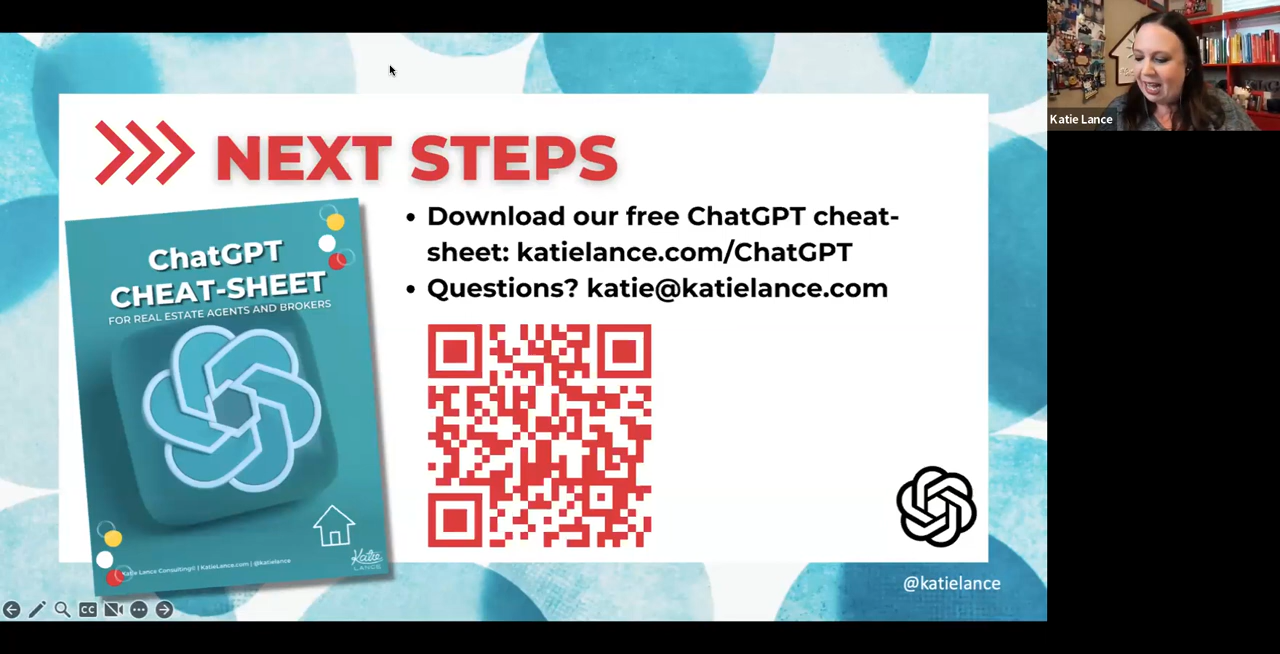 Katie Lance
NEXT STEPS
• Download our free ChatGPT cheat-
sheet: katielance.com/ChatGPT
• Questions? katie@katielance.com
ChatGPT
CHEAT-SHEET
FOR REAL ESTATE AGENTS AND BROKERS
Katie Lance Consulting© | KatieLance.com | @katielance
Katie
LANCE
@katielance
CC